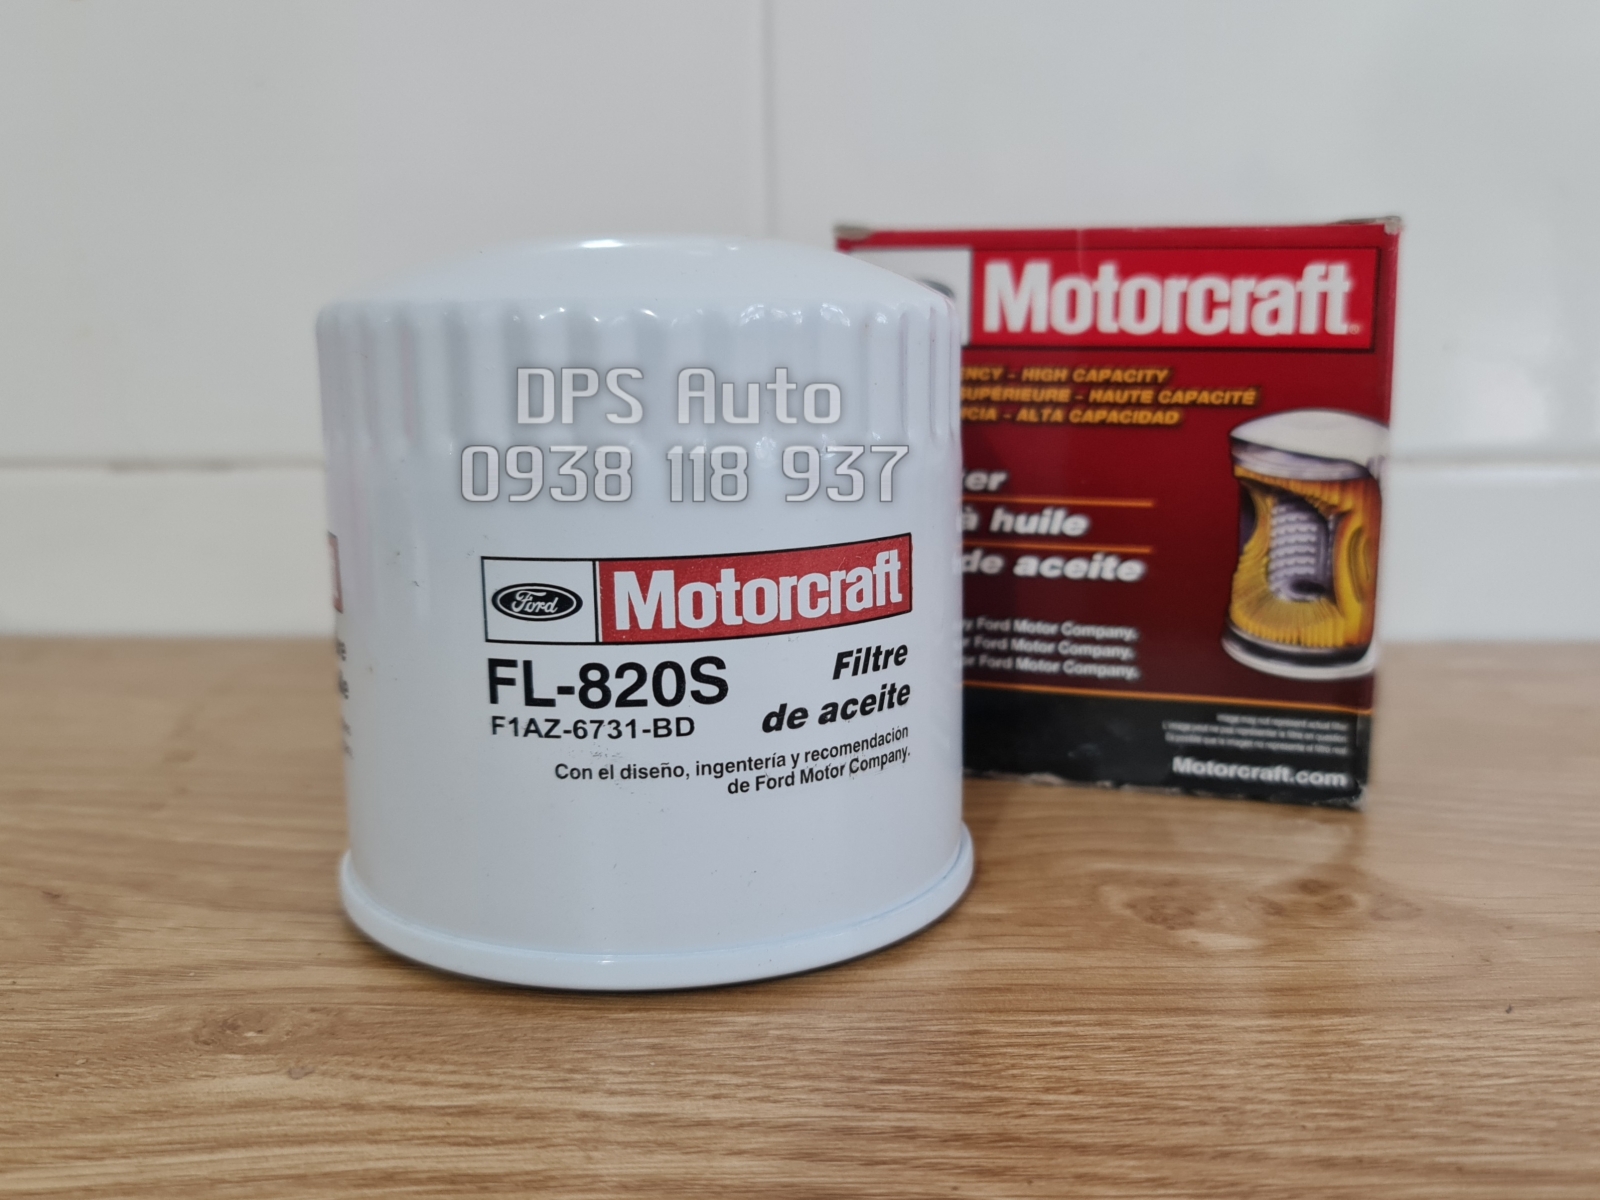 DPS Auto
0938 118 937
Ford
Motorcraft
FL-820S
Filtre
de aceite
F1AZ-6731-BD
Con el diseño, ingentería y recomendación
de Ford Motor Company.
Motorcraft
- HIGH CAPACITY
SUPÉRIEURE - HAUTE CAPACITÉ
- ALTA CAPACIDAD
à huile
de aceite
Ford Motor Company.
Ford Motor Company.
Ford Motor Company.
Motorcraft.com